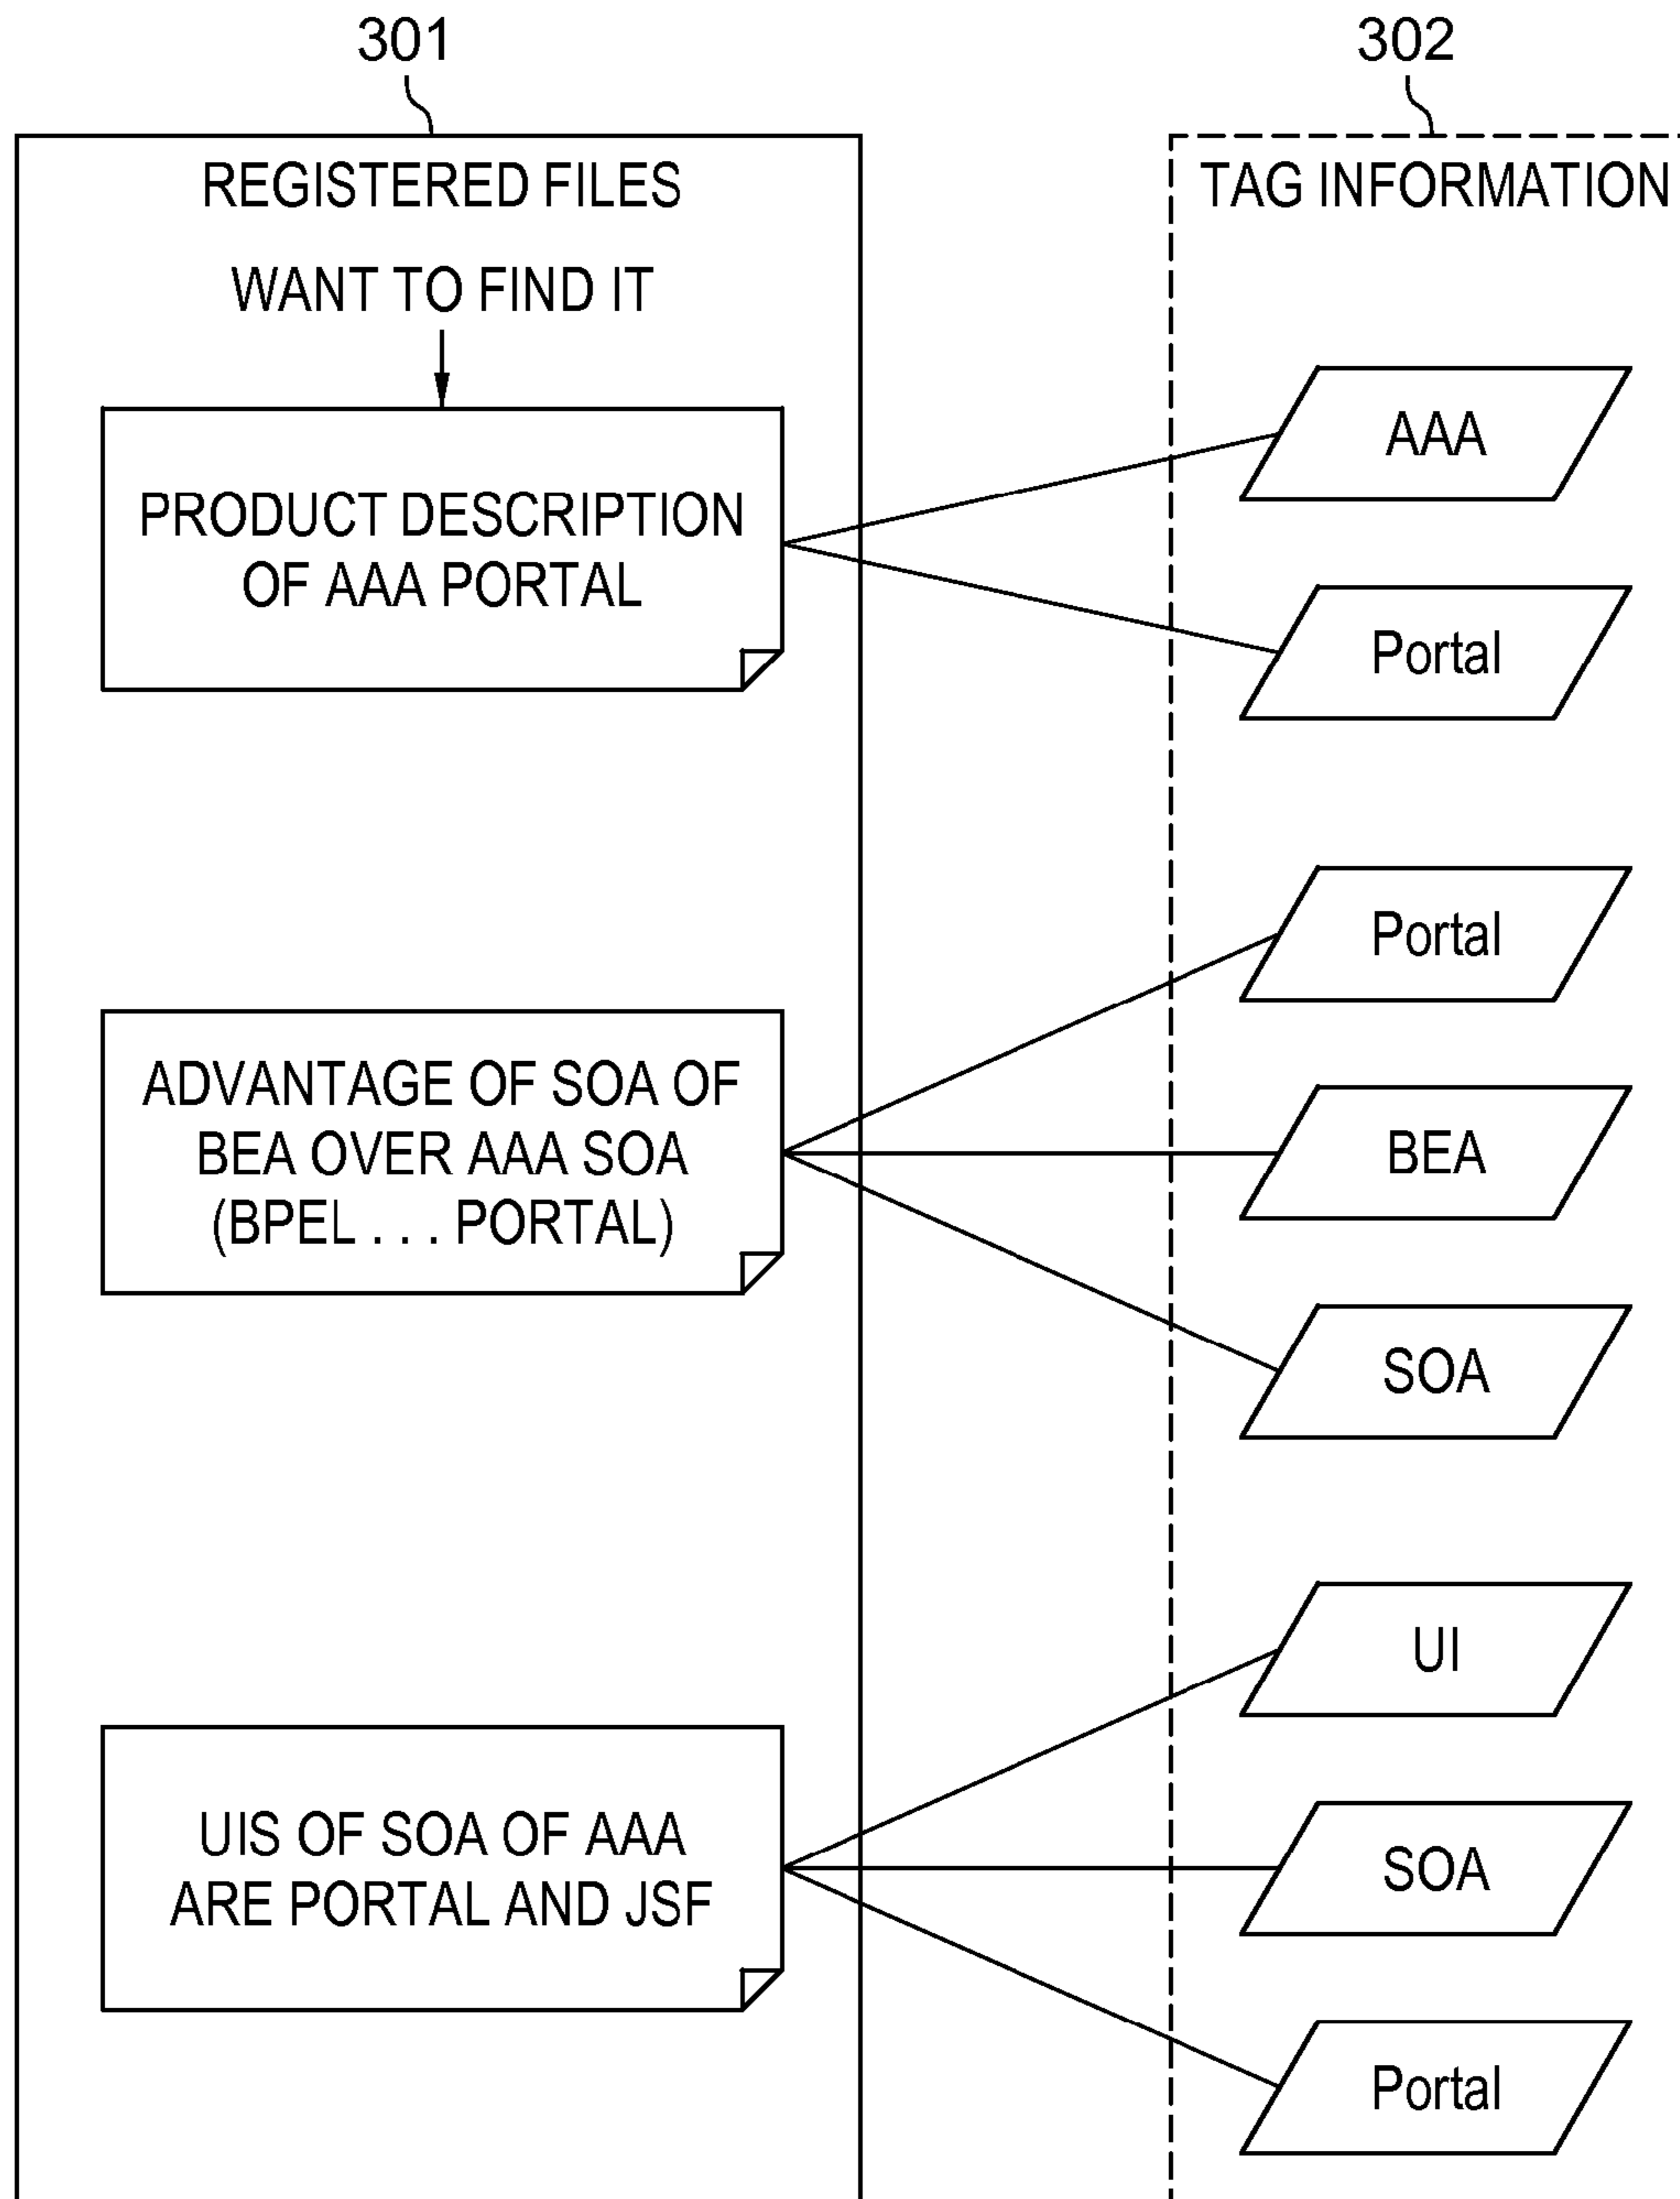 301
302
REGISTERED FILES
TAG INFORMATION
WANT TO FIND IT
PRODUCT DESCRIPTION
OF AAA PORTAL
AAA
Portal
ADVANTAGE OF SOA OF
BEA OVER AAA SOA
(BPEL . . . PORTAL)
Portal
BEA
SOA
UIS OF SOA OF AAA
ARE PORTAL AND JSF
UI
SOA
Portal